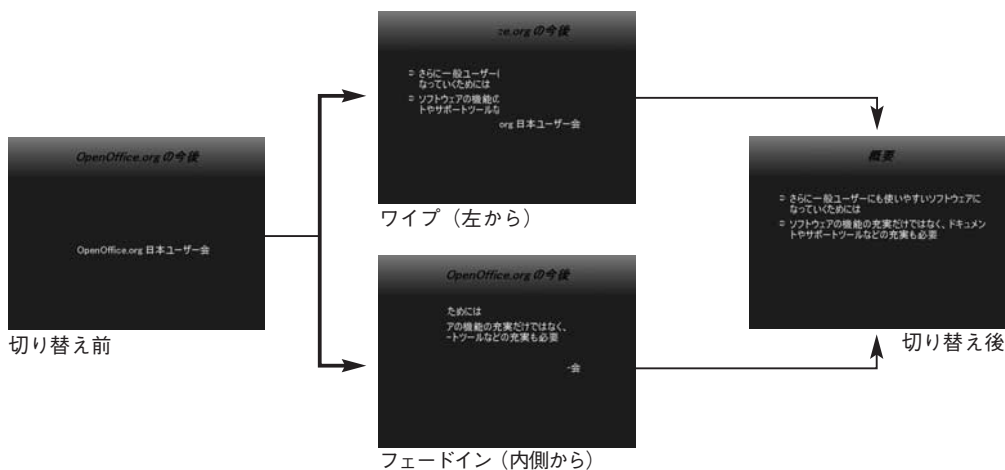 OpenOffice.org の今後
OpenOffice.org 日本ユーザー会
切り替え前
ce.org の今後
さらに一般ユーザー
なっていくためには
ソフトウェアの機能の
トやサポートツールな
org 日本ユーザー会
ワイプ（左から）
OpenOffice.org の今後
ためには
アの機能の充実だけではなく、
ートツールなどの充実も必要
会
フェードイン（内側から）
概要
さらに一般ユーザーにも使いやすいソフトウェアに
なっていくためには
ソフトウェアの機能の充実だけではなく、ドキュメン
トやサポートツールなどの充実も必要
切り替え後